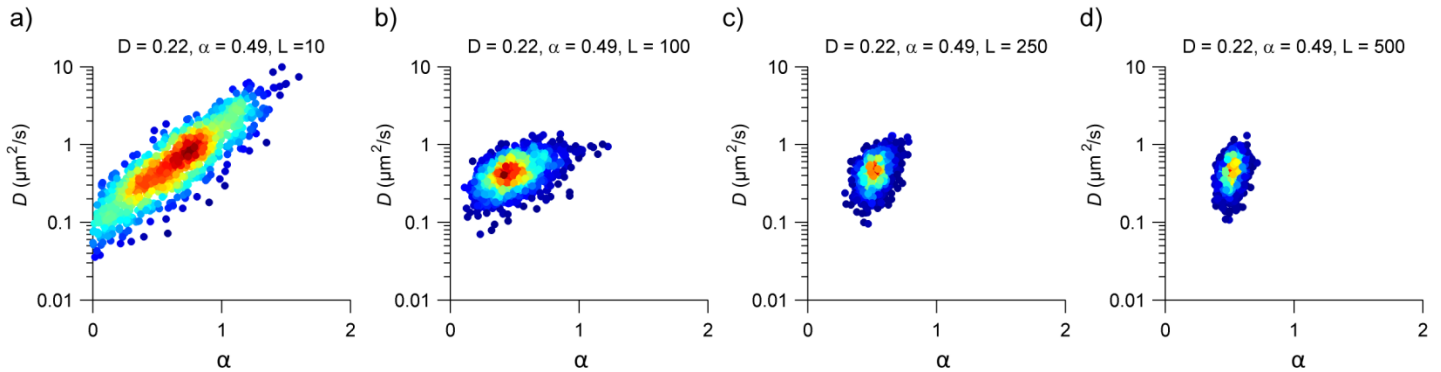 a)
D = 0.22, α = 0.49, L =10
10
1
0.1
0.01
D (µm²/s)
0
1
2
α
b)
D = 0.22, α = 0.49, L = 100
10
1
0.1
0.01
D (µm²/s)
0
1
2
α
c)
D = 0.22, α = 0.49, L = 250
10
1
0.1
0.01
D (µm²/s)
0
1
2
α
d)
D = 0.22, α = 0.49, L = 500
10
1
0.1
0.01
D (µm²/s)
0
1
2
α